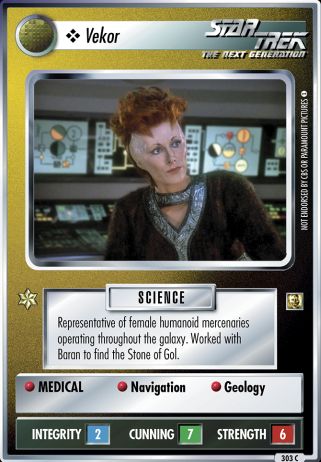 ❖ Vekor
STAR TREK
THE NEXT GENERATION
NOT ENDORSED BY CBS OR PARAMOUNT PICTURES
SCIENCE
Representative of female humanoid mercenaries
operating throughout the galaxy. Worked with
Baran to find the Stone of Gol.
MEDICAL
Navigation
Geology
INTEGRITY 2 CUNNING 7 STRENGTH 6
303 C